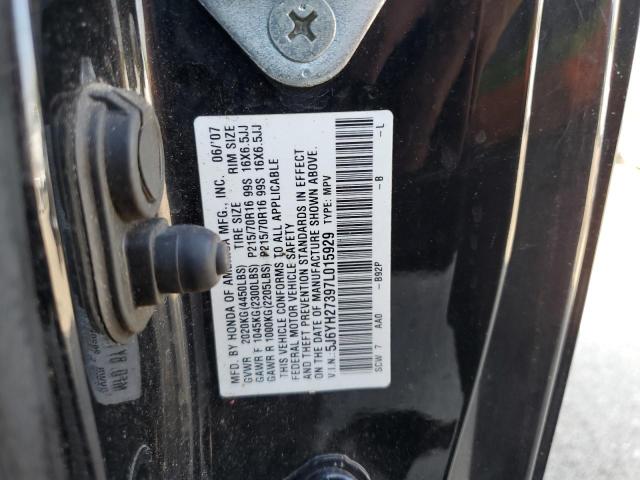 MFD. BY HONDA OF AMERICA MFG., INC. 06/'07
TIRE SIZE RIM SIZE
GVWR 2020KG(4450LBS)
GAWR F 1045KG(2300LBS) P215/70R16 99S 16X6.5JJ
GAWR R 1000KG(2205LBS) P215/70R16 99S 16X6.5JJ
THIS VEHICLE CONFORMS TO ALL APPLICABLE
FEDERAL MOTOR VEHICLE SAFETY
AND THEFT PREVENTION STANDARDS IN EFFECT
ON THE DATE OF MANUFACTURE SHOWN ABOVE.
V.I.N.: 5J6YH27397L015929 TYPE: MPV
SCW 7 AA0 -B92P -B -L